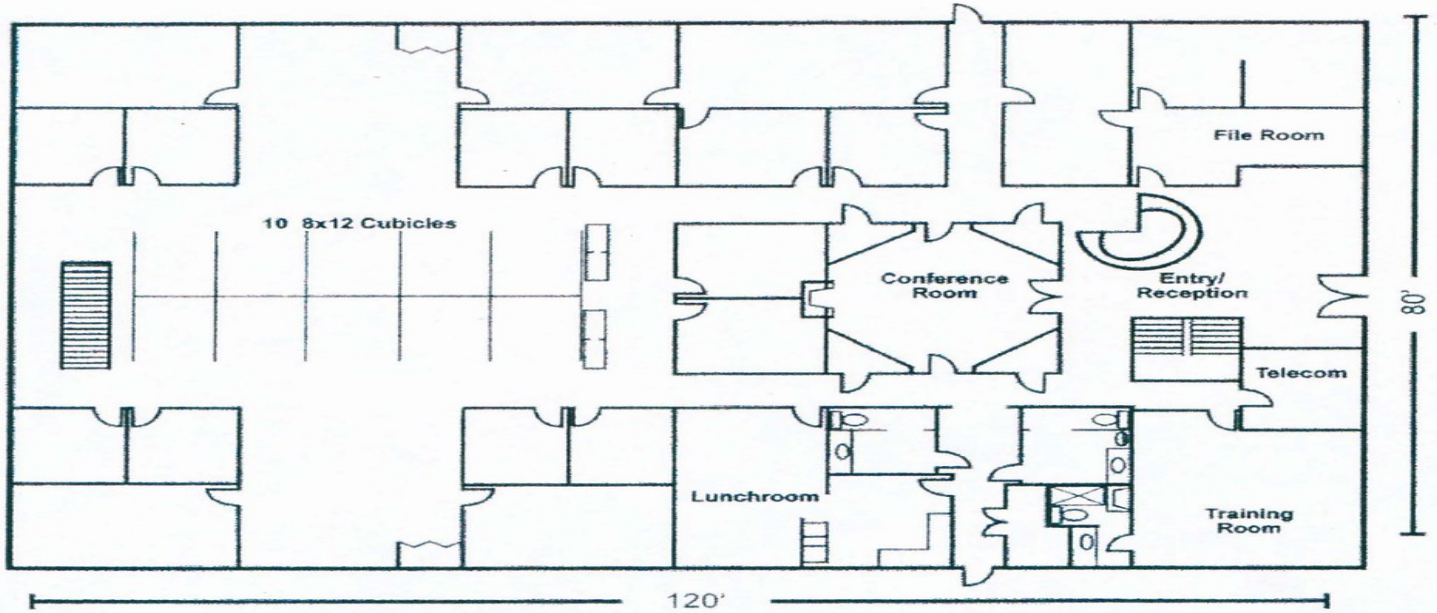 File Room
10 8x12 Cubicles
Conference
Room
Entry/
Reception
80'
Telecom
Lunchroom
Training
Room
120'